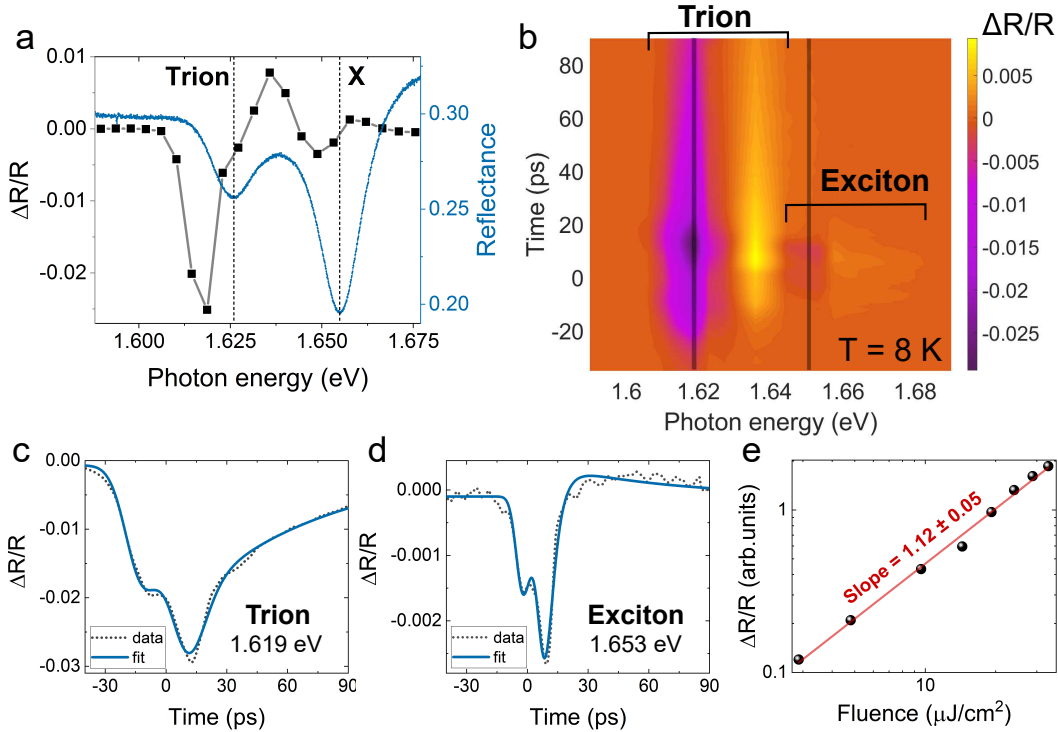 a
0.01
0.00
-0.01
-0.02
ΔR/R
Trion
X
0.30
0.25
0.20
Reflectance
1.600
1.625
1.650
1.675
Photon energy (eV)
b
Trion
Exciton
T = 8 K
80
60
40
20
0
-20
Time (ps)
1.6
1.62
1.64
1.66
1.68
Photon energy (eV)
ΔR/R
0.005
0
-0.005
-0.01
-0.015
-0.02
-0.025
c
0.00
-0.01
-0.02
-0.03
ΔR/R
Trion
1.619 eV
data
fit
-30
0
30
60
90
Time (ps)
d
0.000
-0.001
-0.002
ΔR/R
Exciton
1.653 eV
data
fit
-30
0
30
60
90
Time (ps)
e
1
0.1
ΔR/R (arb.units)
Slope = 1.12 ± 0.05
10
Fluence (μJ/cm²)